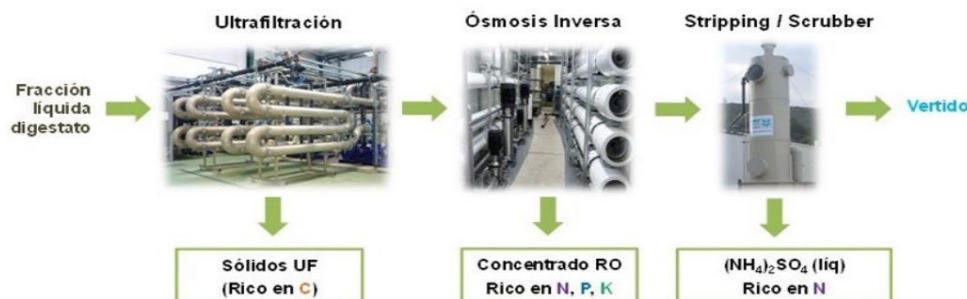 Ultrafiltración
Ósmosis Inversa
Stripping / Scrubber
Fracción
líquida
digestato
Vertido
Sólidos UF
(Rico en C)
Concentrado RO
Rico en N, P, K
(NH₄)₂SO₄ (líq)
Rico en N